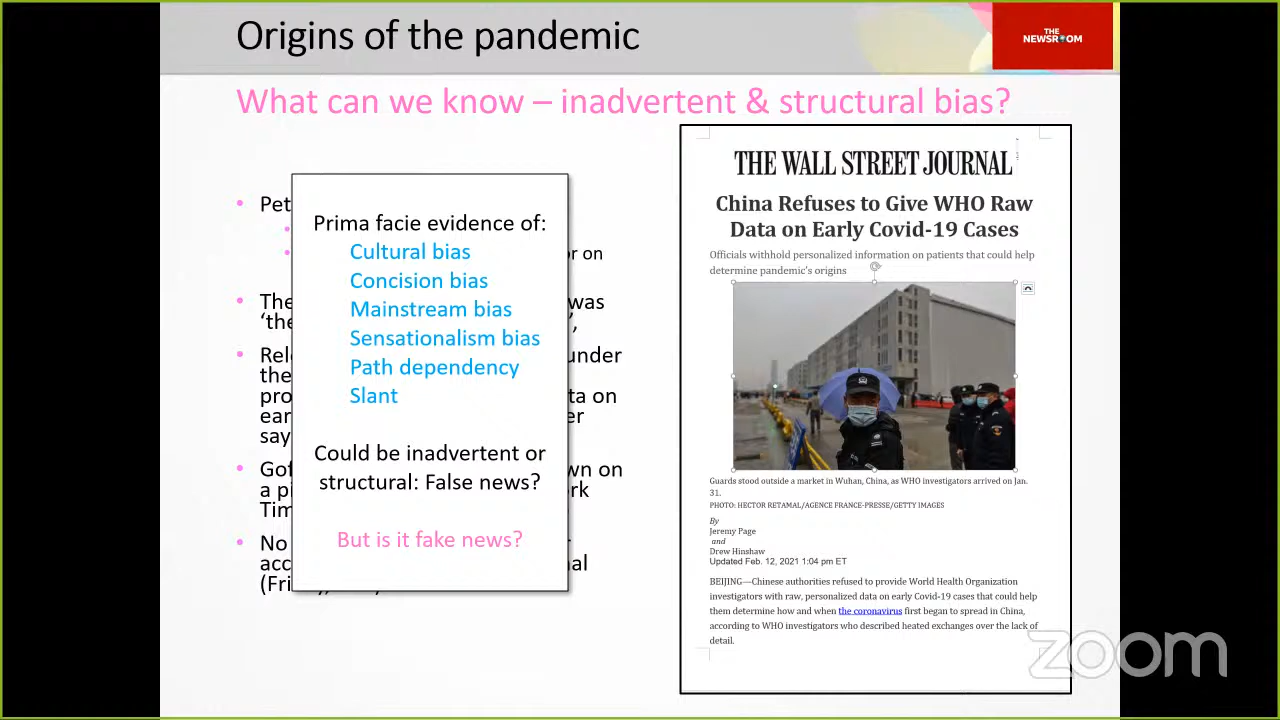 Origins of the pandemic
THE
NEWSROOM
What can we know – inadvertent & structural bias?
Prima facie evidence of:
Cultural bias
Concision bias
Mainstream bias
Sensationalism bias
Path dependency
Slant
Could be inadvertent or
structural: False news?
But is it fake news?
or on
was
under
on
say
a
on
No
THE WALL STREET JOURNAL
China Refuses to Give WHO Raw
Data on Early Covid-19 Cases
Officials withhold personalized information on patients that could help
determine pandemic's origins
Guards stood outside a market in Wuhan, China, as WHO investigators arrived on Jan.
31.
PHOTO: HECTOR RETAMAL/AGENCE FRANCE-PRESSE/GETTY IMAGES
By
Jeremy Page
and
Drew Hinshaw
Updated Feb. 12, 2021 1:04 pm ET
BEIJING—Chinese authorities refused to provide World Health Organization
investigators with raw, personalized data on early Covid-19 cases that could help
them determine how and when the coronavirus first began to spread in China,
according to WHO investigators who described heated exchanges over the lack of
detail.
zoom